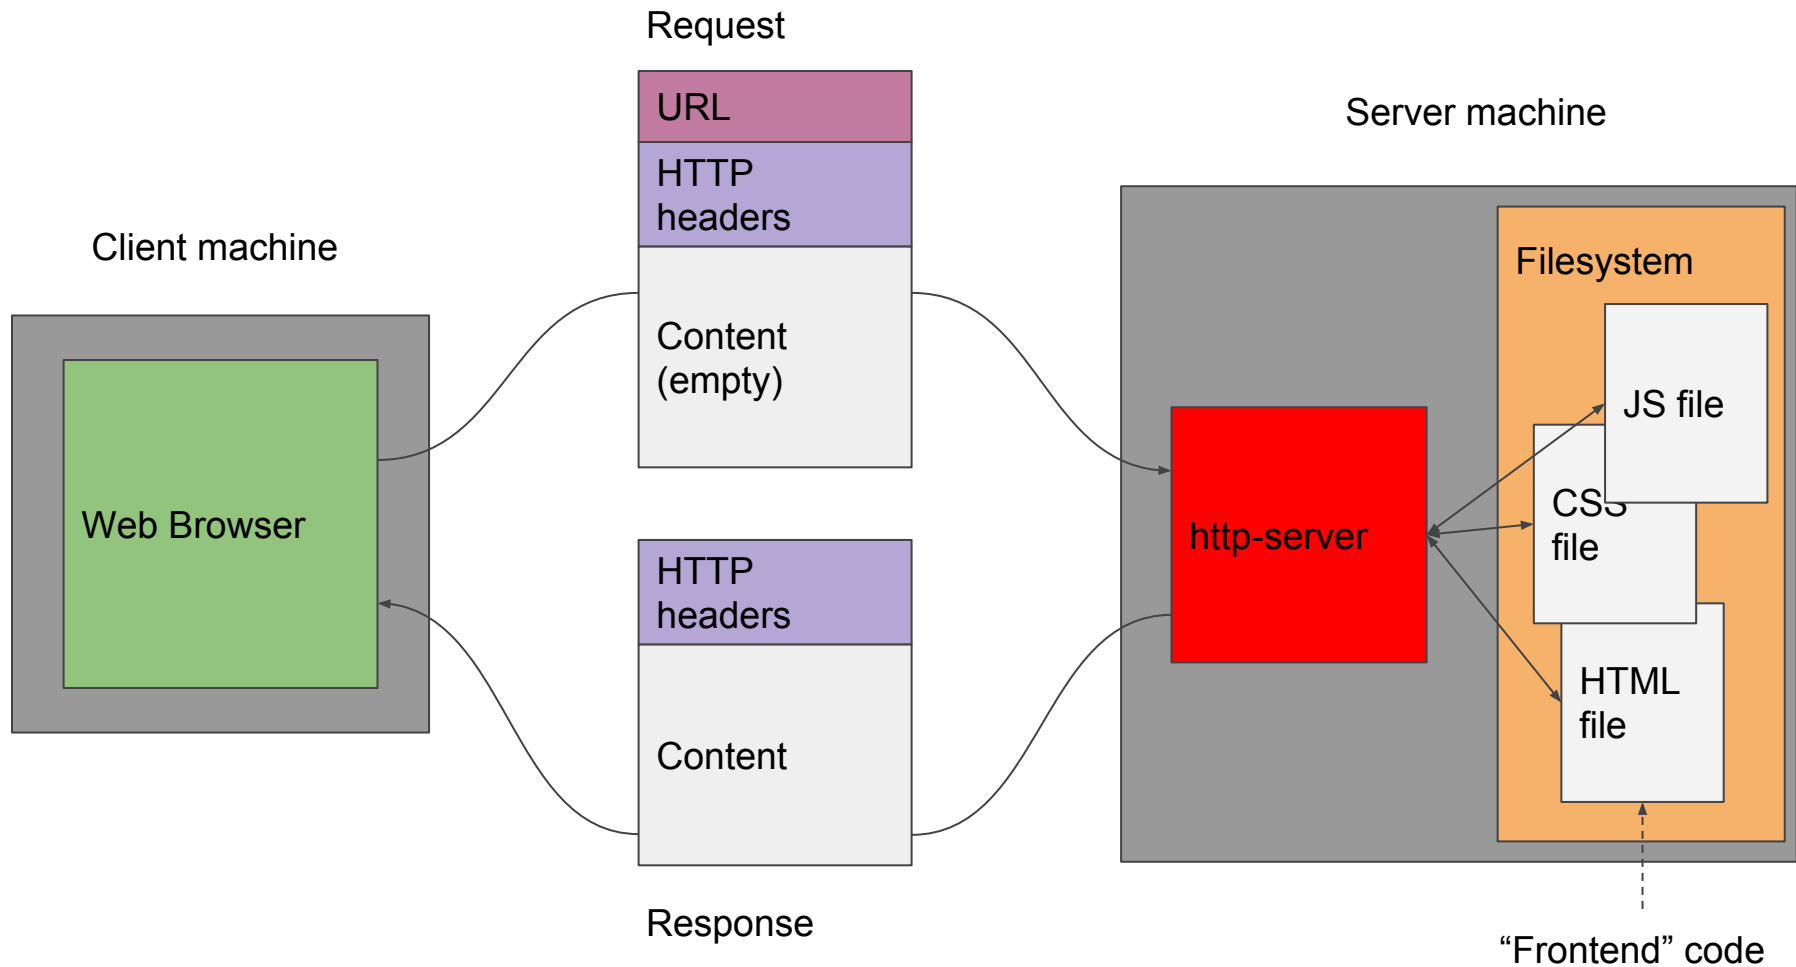 Request
URL
HTTP
headers
Content
(empty)
Client machine
Web Browser
HTTP
headers
Content
Response
Server machine
http-server
Filesystem
JS file
CSS
file
HTML
file
“Frontend” code